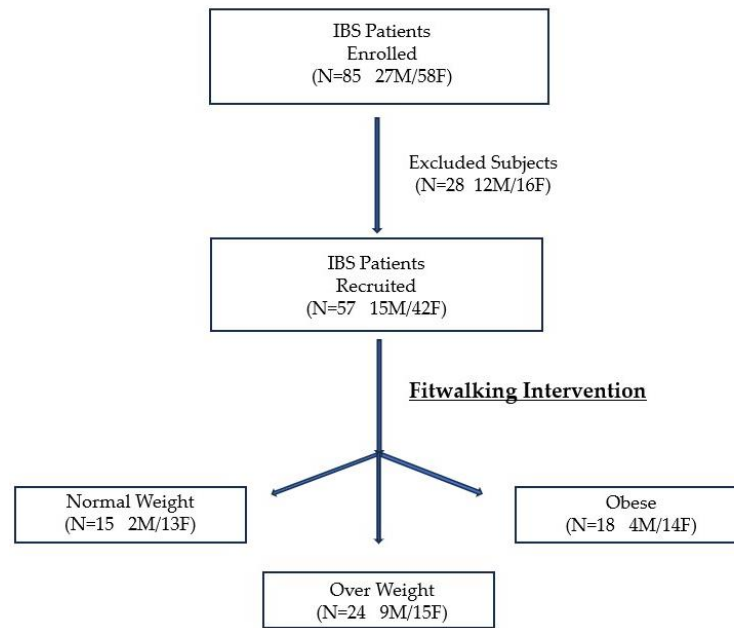 IBS Patients
Enrolled
(N=85 27M/58F)
Excluded Subjects
(N=28 12M/16F)
IBS Patients
Recruited
(N=57 15M/42F)
Fitwalking Intervention
Normal Weight
(N=15 2M/13F)
Obese
(N=18 4M/14F)
Over Weight
(N=24 9M/15F)